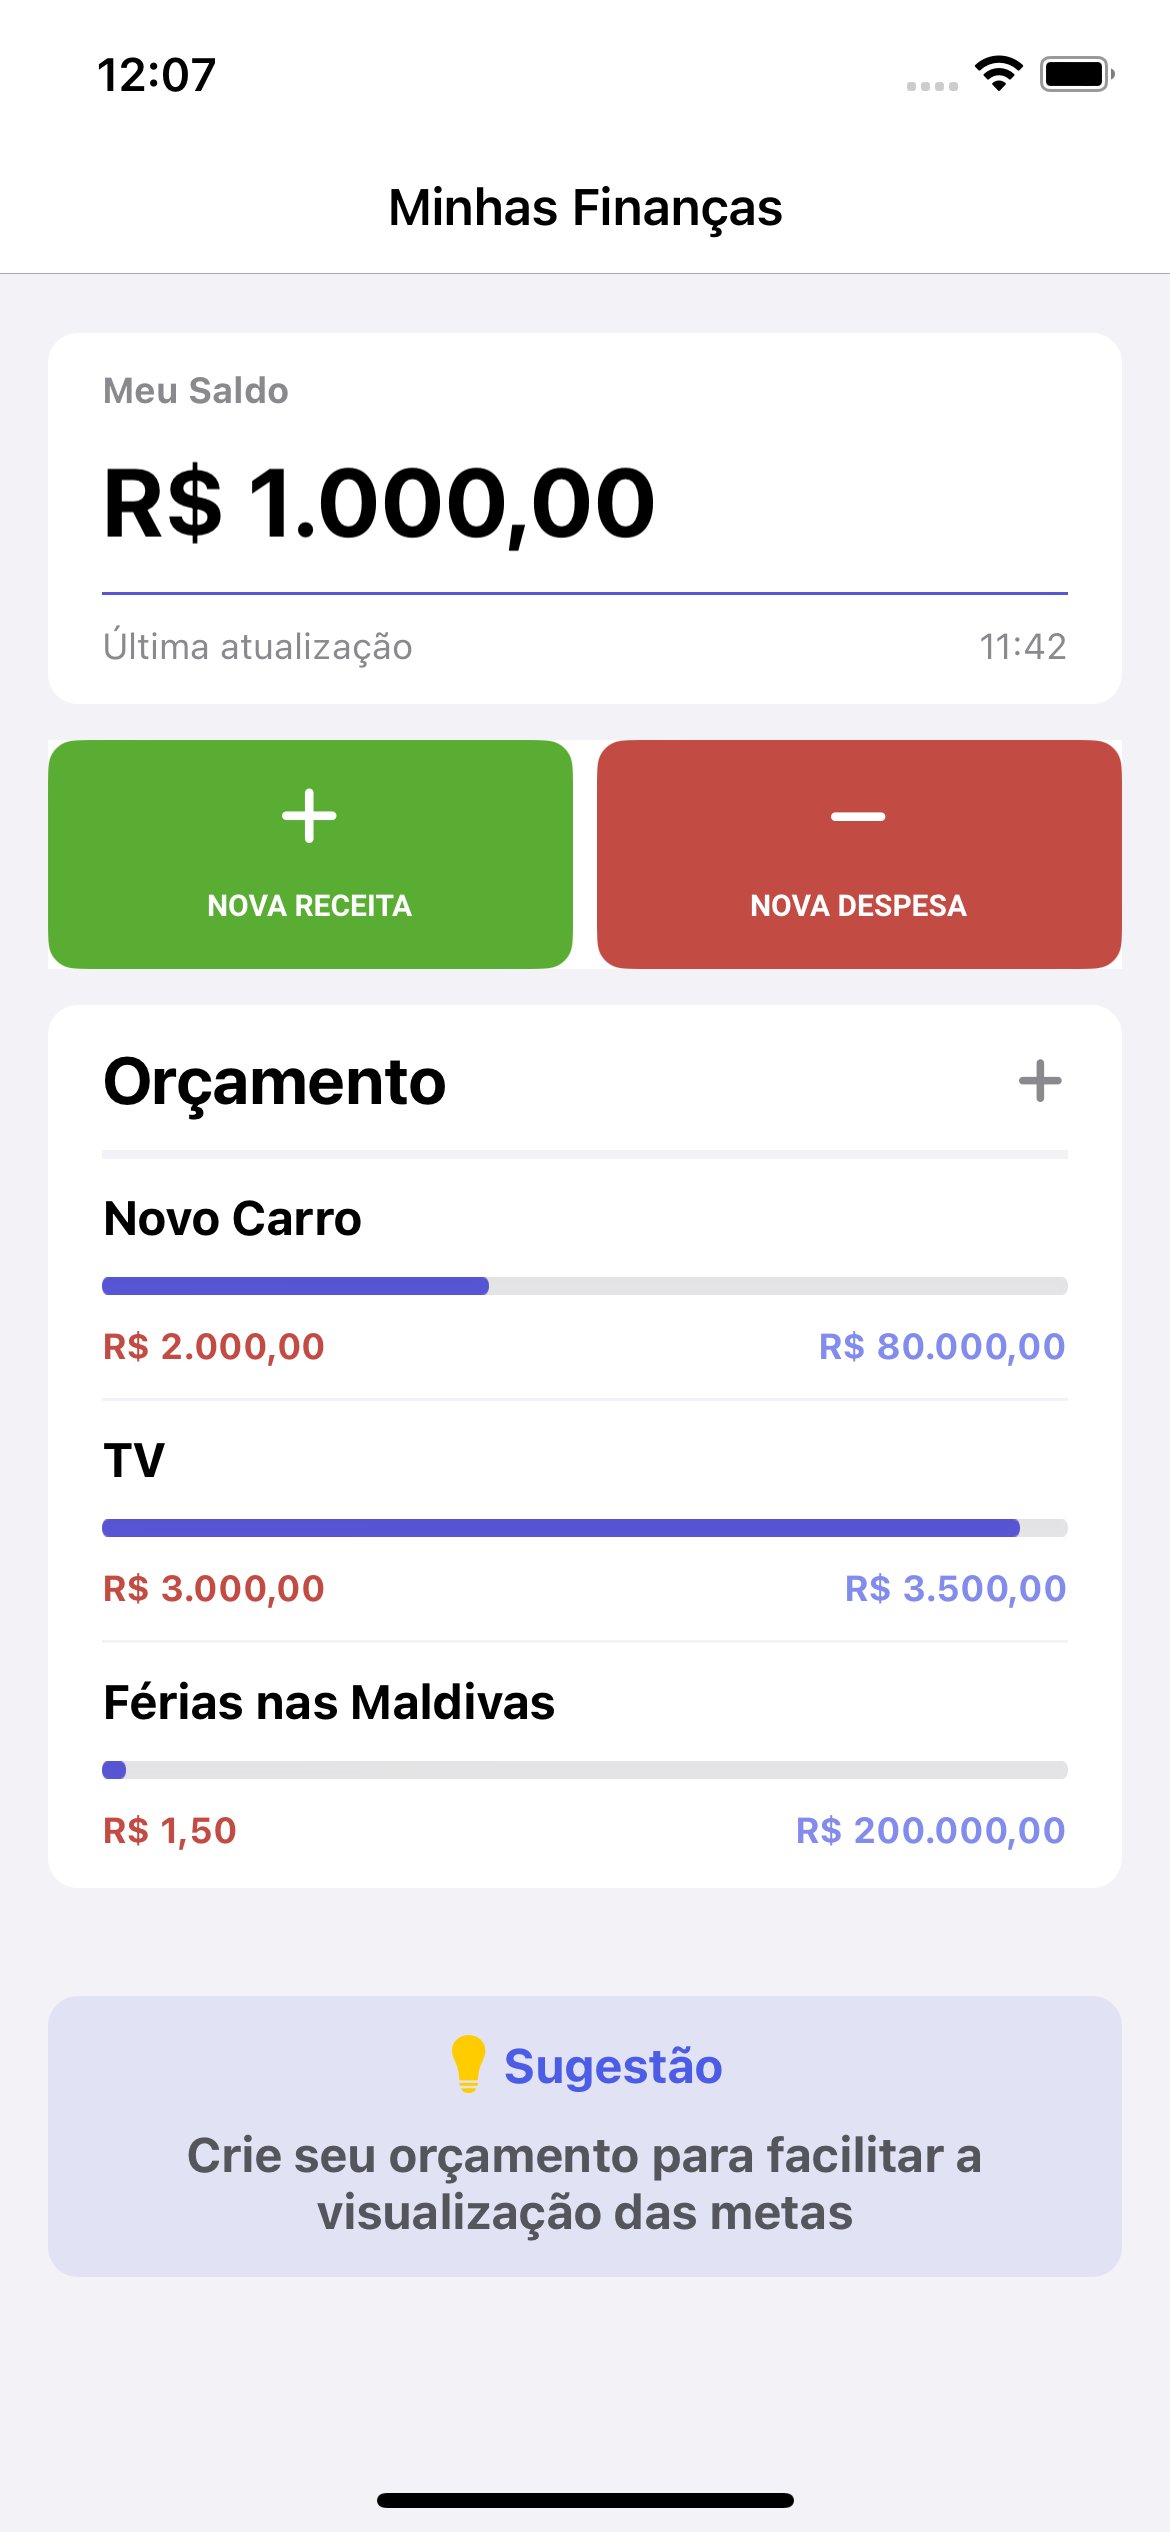 12:07
Minhas Finanças
Meu Saldo
R$ 1.000,00
Última atualização 11:42
NOVA RECEITA NOVA DESPESA
Orçamento
Novo Carro
R$ 2.000,00 R$ 80.000,00
TV
R$ 3.000,00 R$ 3.500,00
Férias nas Maldivas
R$ 1,50 R$ 200.000,00
Sugestão
Crie seu orçamento para facilitar a
visualização das metas